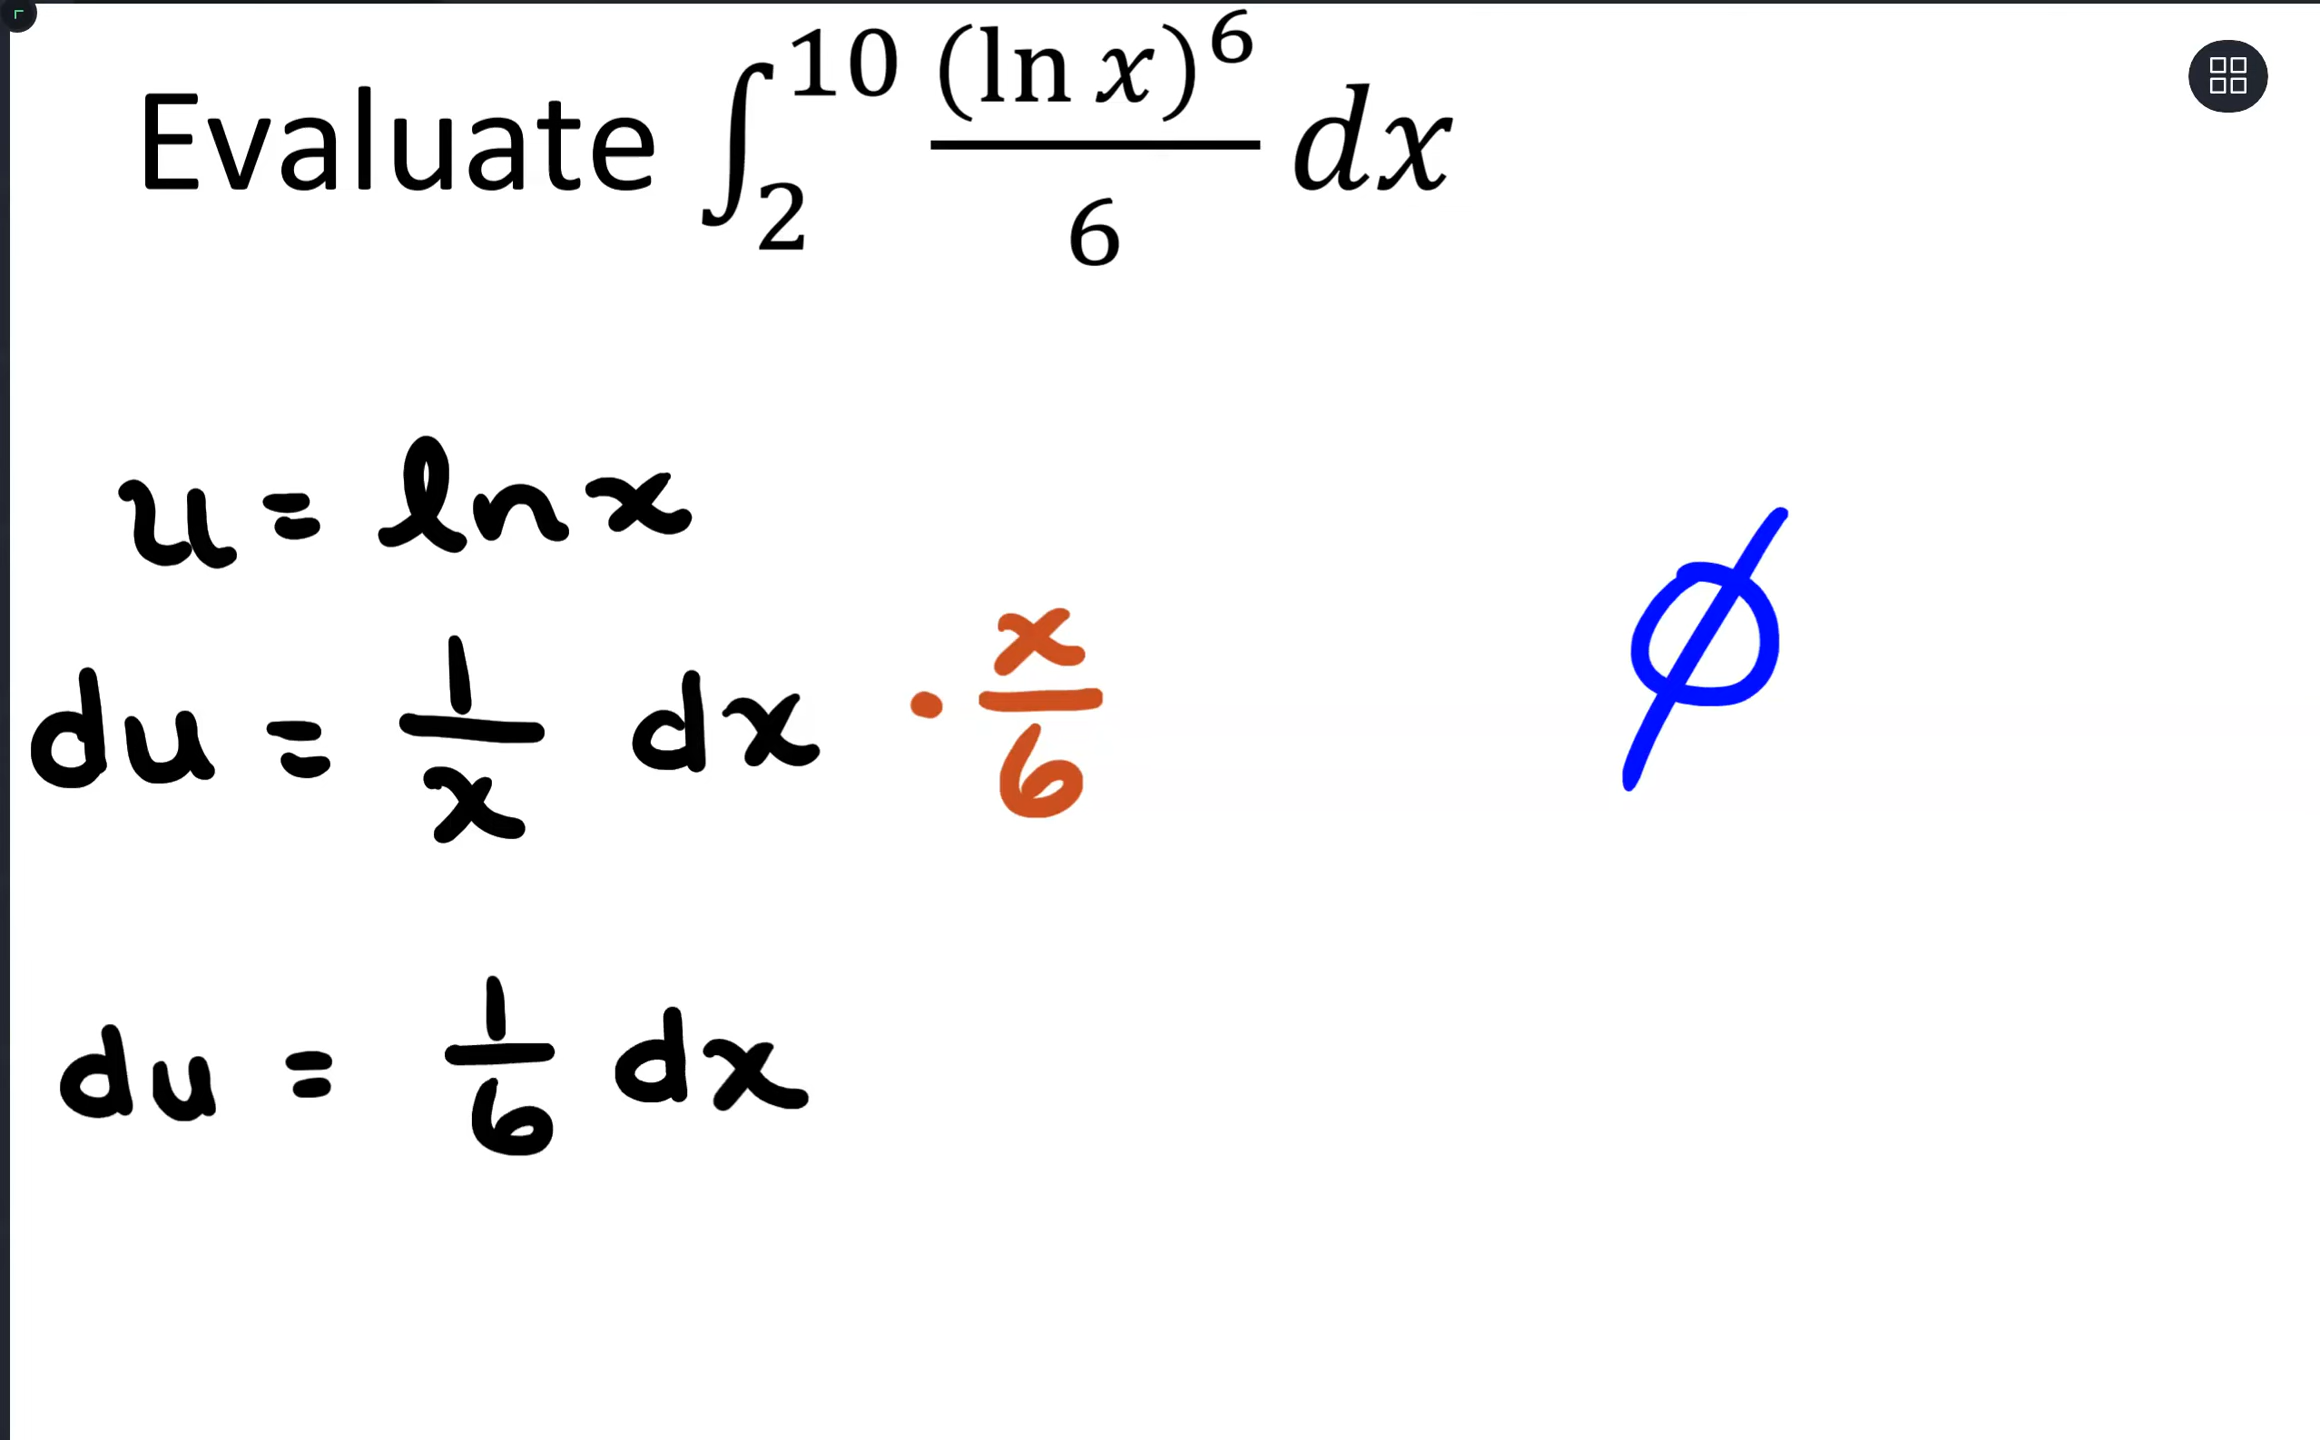 Evaluate ∫₂¹⁰ (ln x)⁶/6 dx
u = ln x
du = 1/x dx · x/6
ϕ
du = 1/6 dx